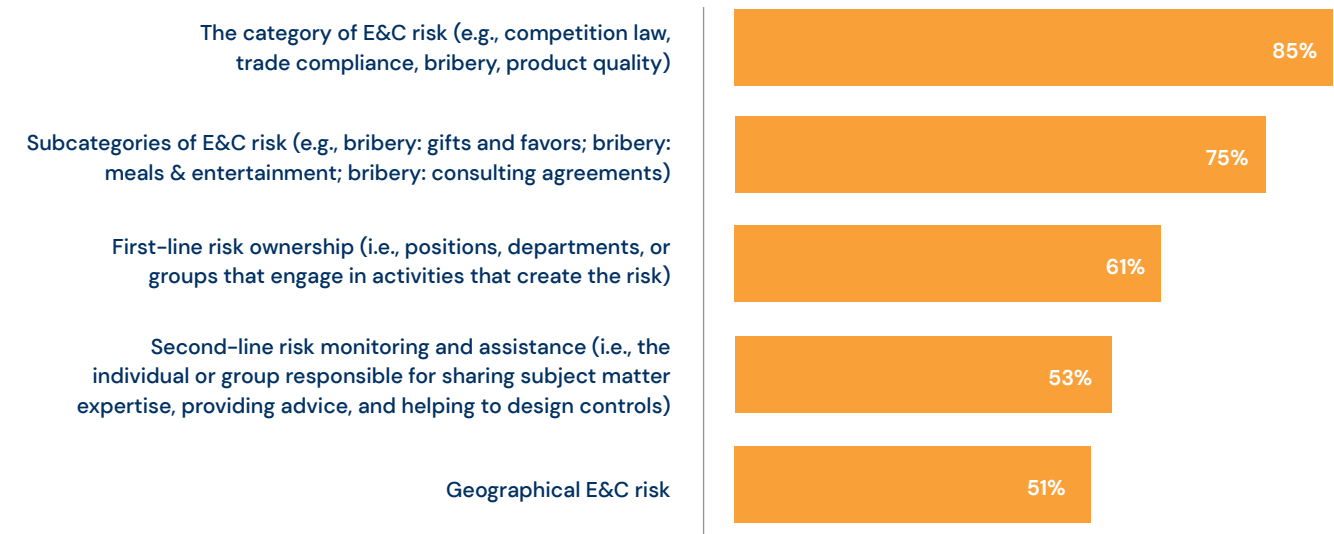 The category of E&C risk (e.g., competition law,
trade compliance, bribery, product quality)
85%
Subcategories of E&C risk (e.g., bribery: gifts and favors; bribery:
meals & entertainment; bribery: consulting agreements)
75%
First-line risk ownership (i.e., positions, departments, or
groups that engage in activities that create the risk)
61%
Second-line risk monitoring and assistance (i.e., the
individual or group responsible for sharing subject matter
expertise, providing advice, and helping to design controls)
53%
Geographical E&C risk
51%